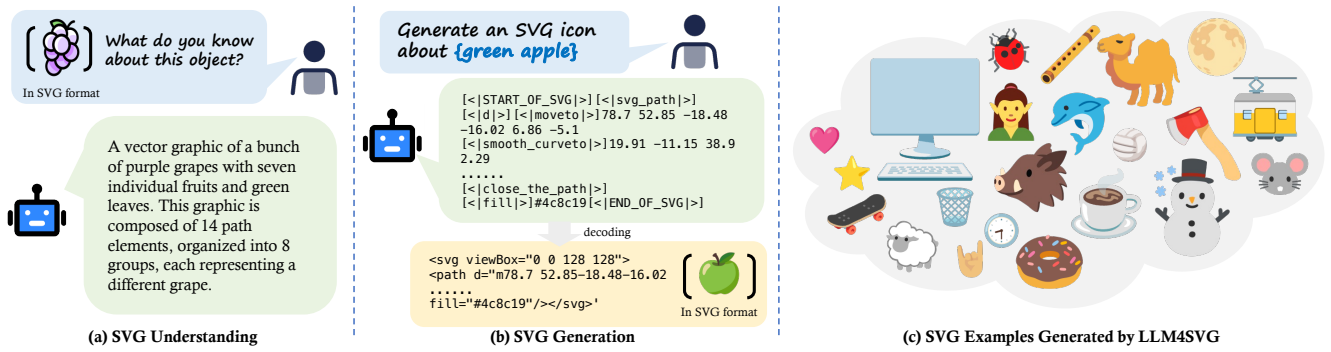 What do you know
about this object?
In SVG format
A vector graphic of a bunch
of purple grapes with seven
individual fruits and green
leaves. This graphic is
composed of 14 path
elements, organized into 8
groups, each representing a
different grape.
(a) SVG Understanding
Generate an SVG icon
about {green apple}
[<|START_OF_SVG|>][<|svg_path|>]
[<|d|>][<|moveto|>]78.7 52.85 -18.48
-16.02 6.86 -5.1
[<|smooth_curveto|>]19.91 -11.15 38.9
2.29
......
[<|close_the_path|>]
[<|fill|>]#4c8c19[<|END_OF_SVG|>]
decoding
<svg viewBox="0 0 128 128">
<path d="m78.7 52.85-18.48-16.02
......
fill="#4c8c19"/></svg>'
In SVG format
(b) SVG Generation
(c) SVG Examples Generated by LLM4SVG